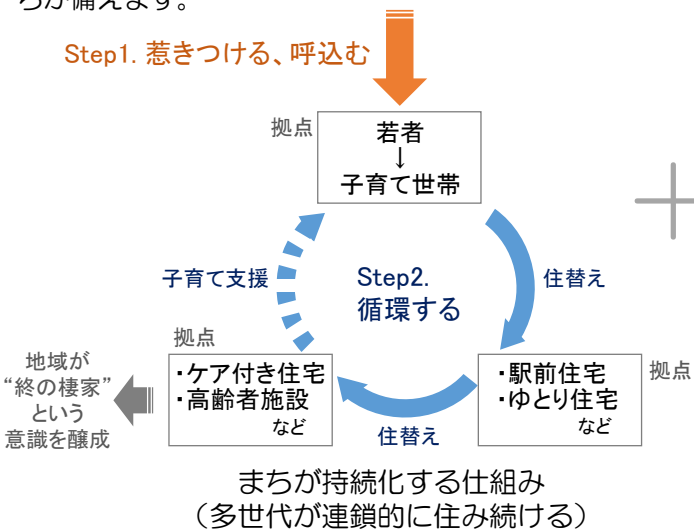 ちが備えます。
Step1. 惹きつける、呼込む
拠点
若者
↓
子育て世帯
子育て支援
Step2.
循環する
住替え
拠点
・ケア付き住宅
・高齢者施設
など
・駅前住宅
・ゆとり住宅
など
拠点
地域が
“終の棲家”
という
意識を醸成
住替え
まちが持続化する仕組み
（多世代が連鎖的に住み続ける）